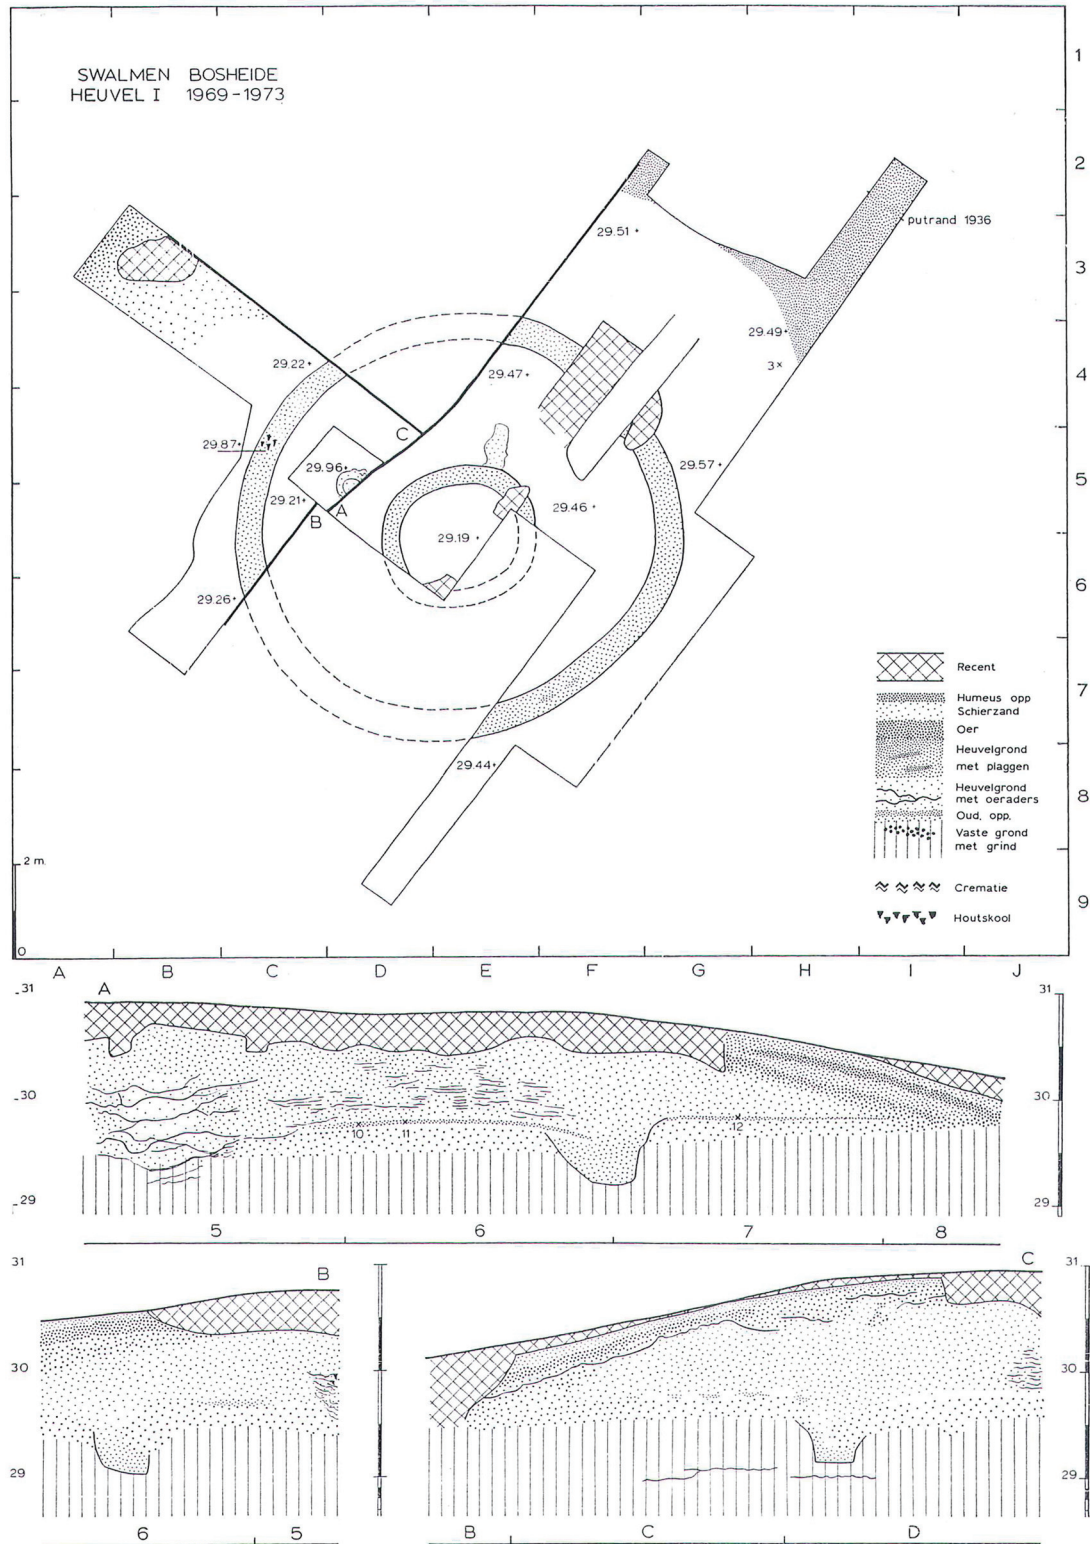 SWALMEN BOSHEIDE
HEUVEL I 1969-1973
1
2
3
4
5
6
7
8
9
putrand 1936
29.51
29.49
3
29.22
29.47
C
29.87
29.96
29.57
29.21
A
B
29.46
29.19
29.26
29.44
Recent
Humeus opp
Schierzand
Oer
Heuvelgrond
met plaggen
Heuvelgrond
met oeraders
Oud. opp.
Vaste grond
met grind
Crematie
Houtskool
2 m.
0
A B C D E F G H I J
31 A 31
30 30
10 11 12
29 29
5 6 7 8
31 B C 31
30 30
29 29
6 5 B C D